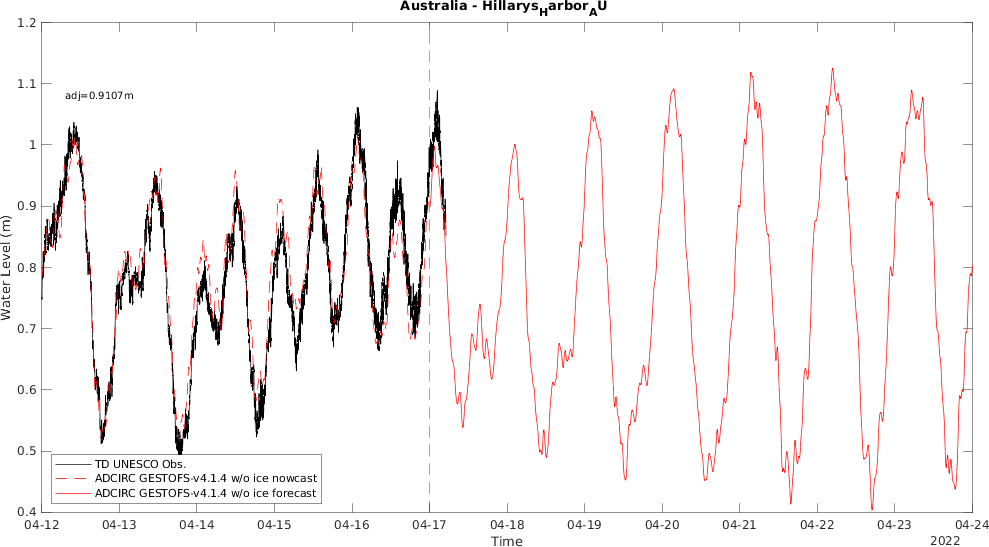 Australia - HillarysHarborAU
1.2
1.1
adj=0.9107m
1
0.9
0.8
Water Level (m)
0.7
0.6
0.5
0.4
TD UNESCO Obs.
ADCIRC GESTOFS-v4.1.4 w/o ice nowcast
ADCIRC GESTOFS-v4.1.4 w/o ice forecast
04-12 04-13 04-14 04-15 04-16 04-17 04-18 04-19 04-20 04-21 04-22 04-23 04-24
Time
2022